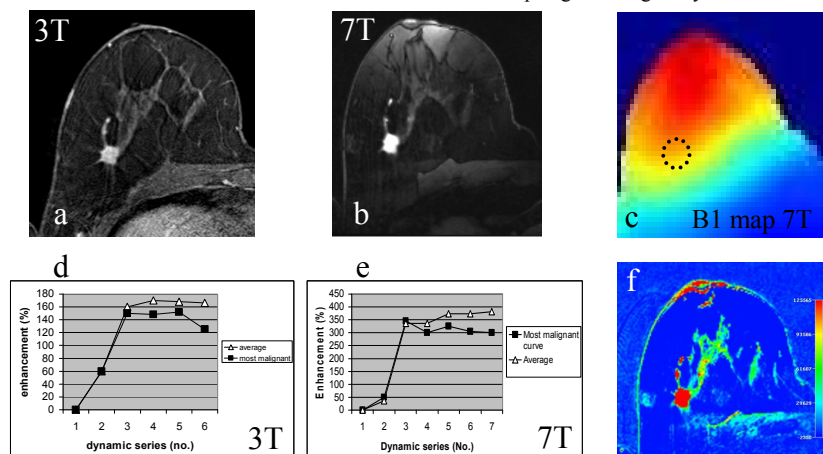 3T
7T
a
b
c
B1 map 7T
d
180
160
140
120
100
80
60
40
20
0
enhancement (%)
1 2 3 4 5 6
dynamic series (no.)
average
most malignant
3T
e
450
400
350
300
250
200
150
100
50
0
Enhancement (%)
1 2 3 4 5 6 7
Dynamic series (No.)
Most malignant
curve
Average
7T
f